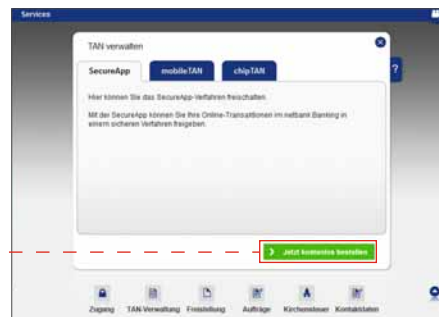 Services
TAN verwalten
SecureApp mobileTAN chipTAN
?
Hier können Sie das SecureApp-Verfahren freischalten.
Mit der SecureApp können Sie Ihre Online-Transaktionen im netbank Banking in
einem sicheren Verfahren freigeben.
Jetzt kostenlos bestellen
Zugang TAN-Verwaltung Freistellung Aufträge Kirchensteuer Kontaktdaten